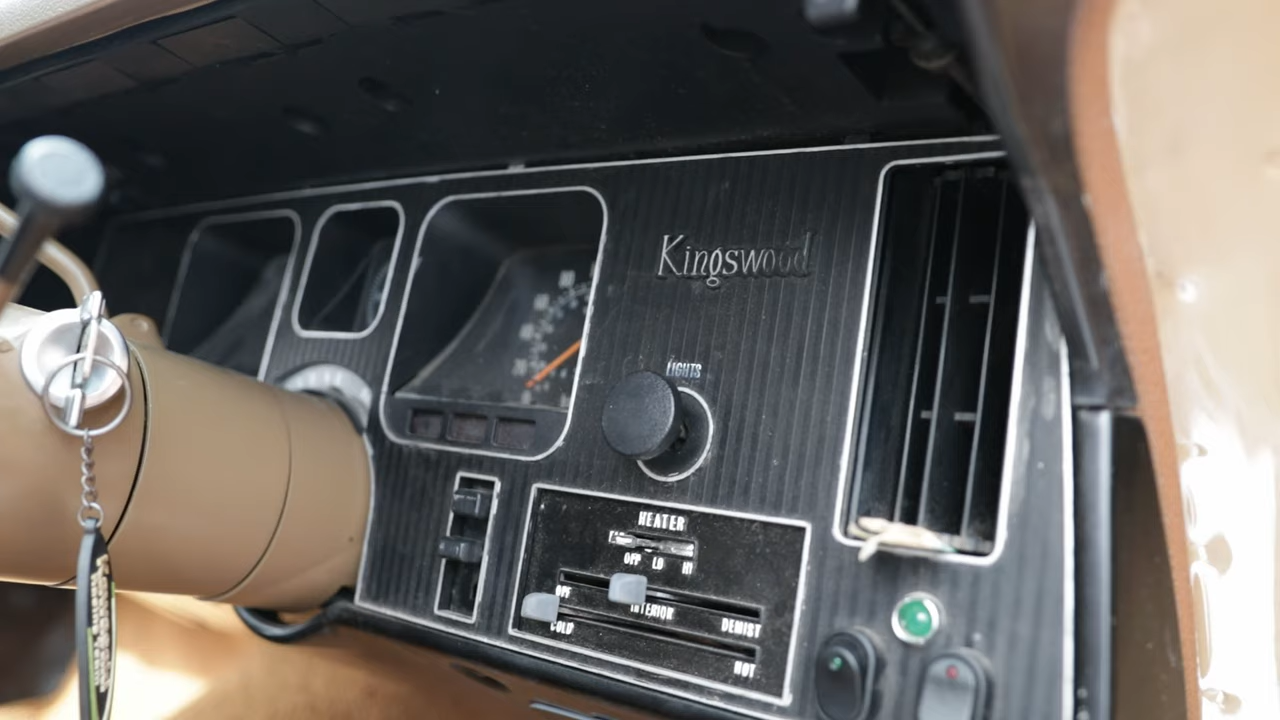 Kingswood
LIGHTS
HEATER
OFF LO HI
OFF
INTERIOR
DEMIST
COLD
HOT